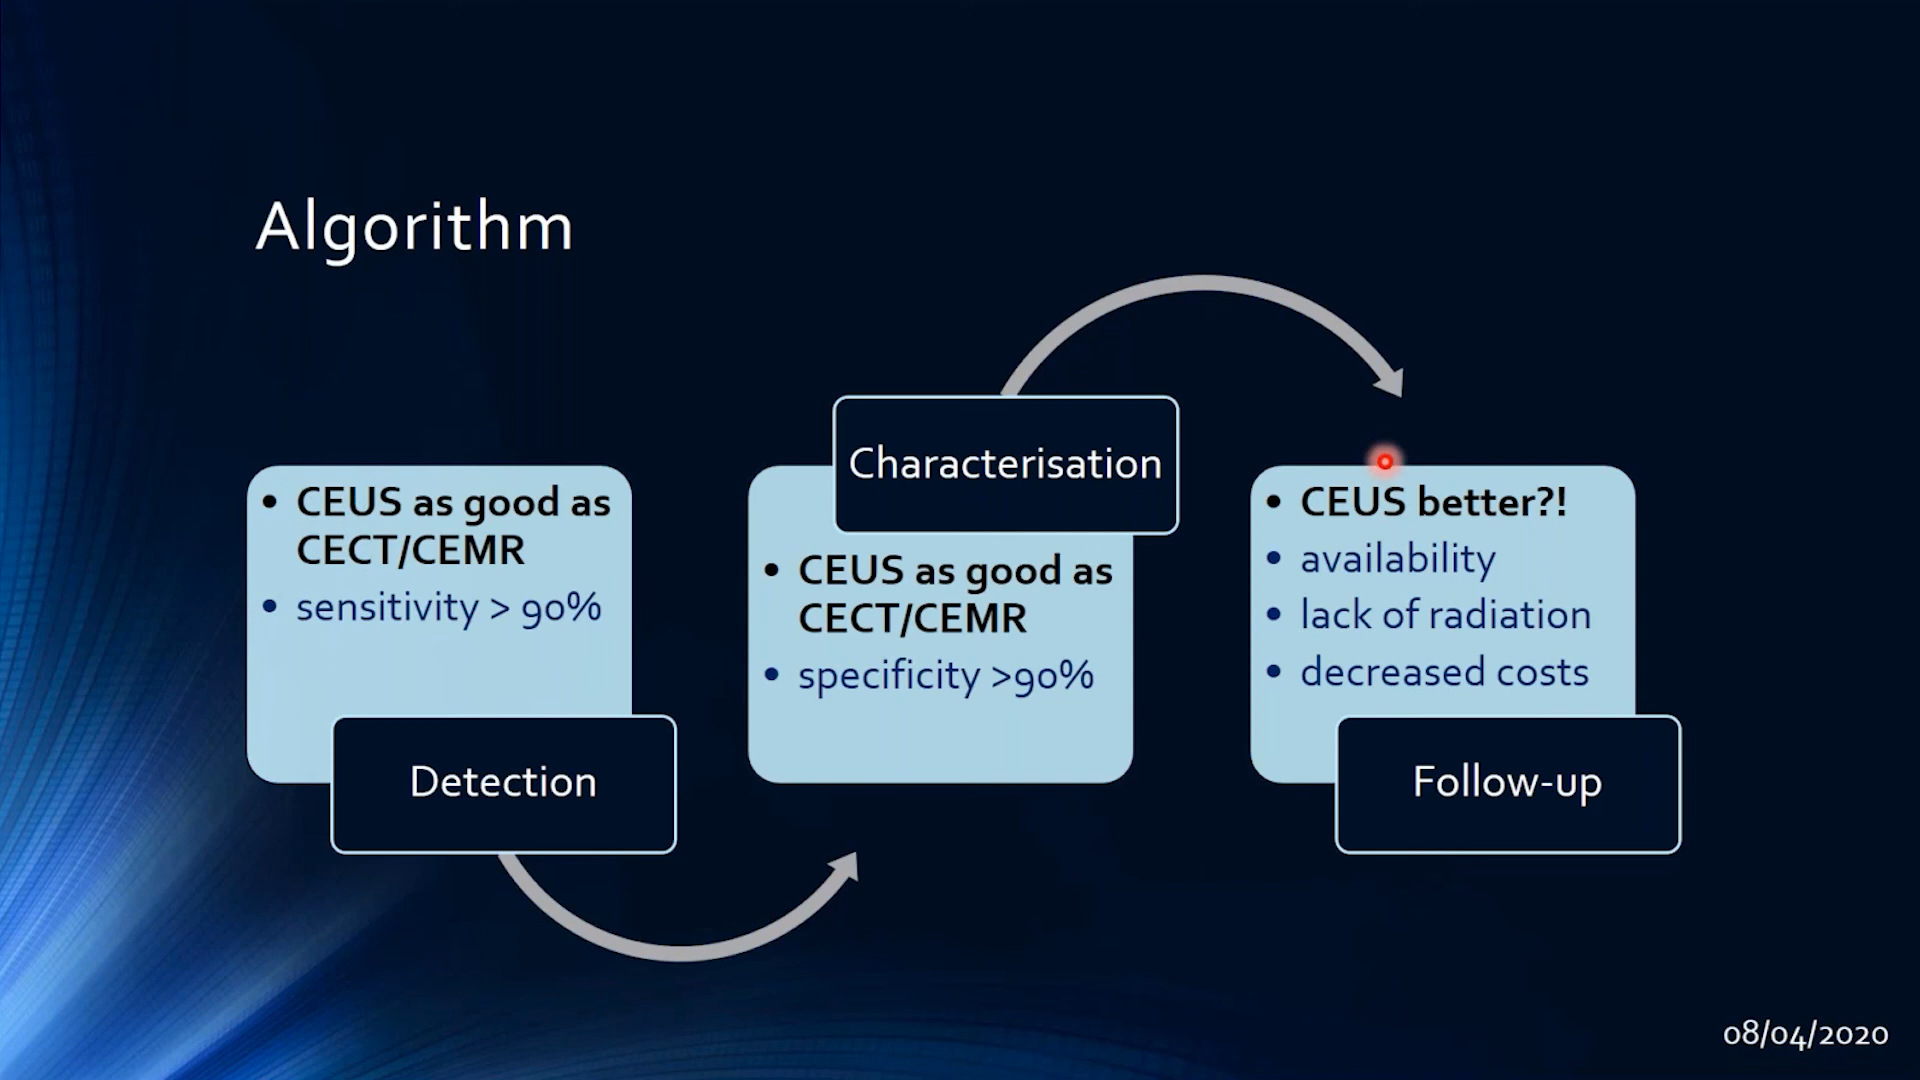 Algorithm
• CEUS as good as
CECT/CEMR
• sensitivity > 90%
Detection
Characterisation
• CEUS as good as
CECT/CEMR
• specificity >90%
• CEUS better?!
• availability
• lack of radiation
• decreased costs
Follow-up
08/04/2020